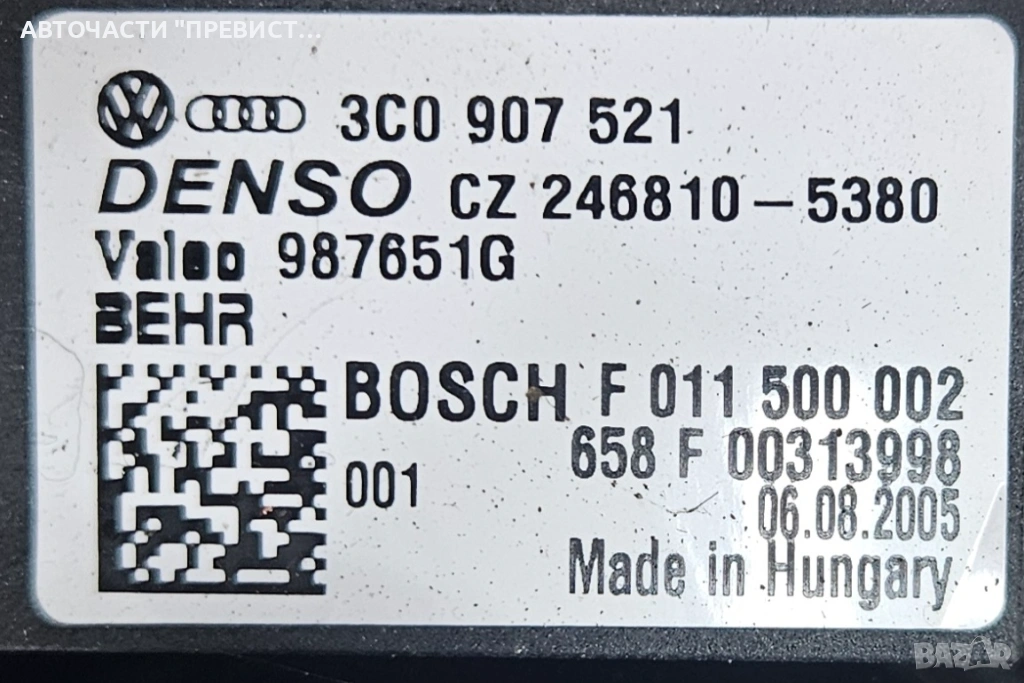 АВТОЧАСТИ "ПРЕВИСТ...
3C0 907 521
DENSO CZ 246810-5380
Valeo 987651G
BEHR
BOSCH F 011 500 002
658 F 00313998
001
06.08.2005
Made in Hungary
BAZAR